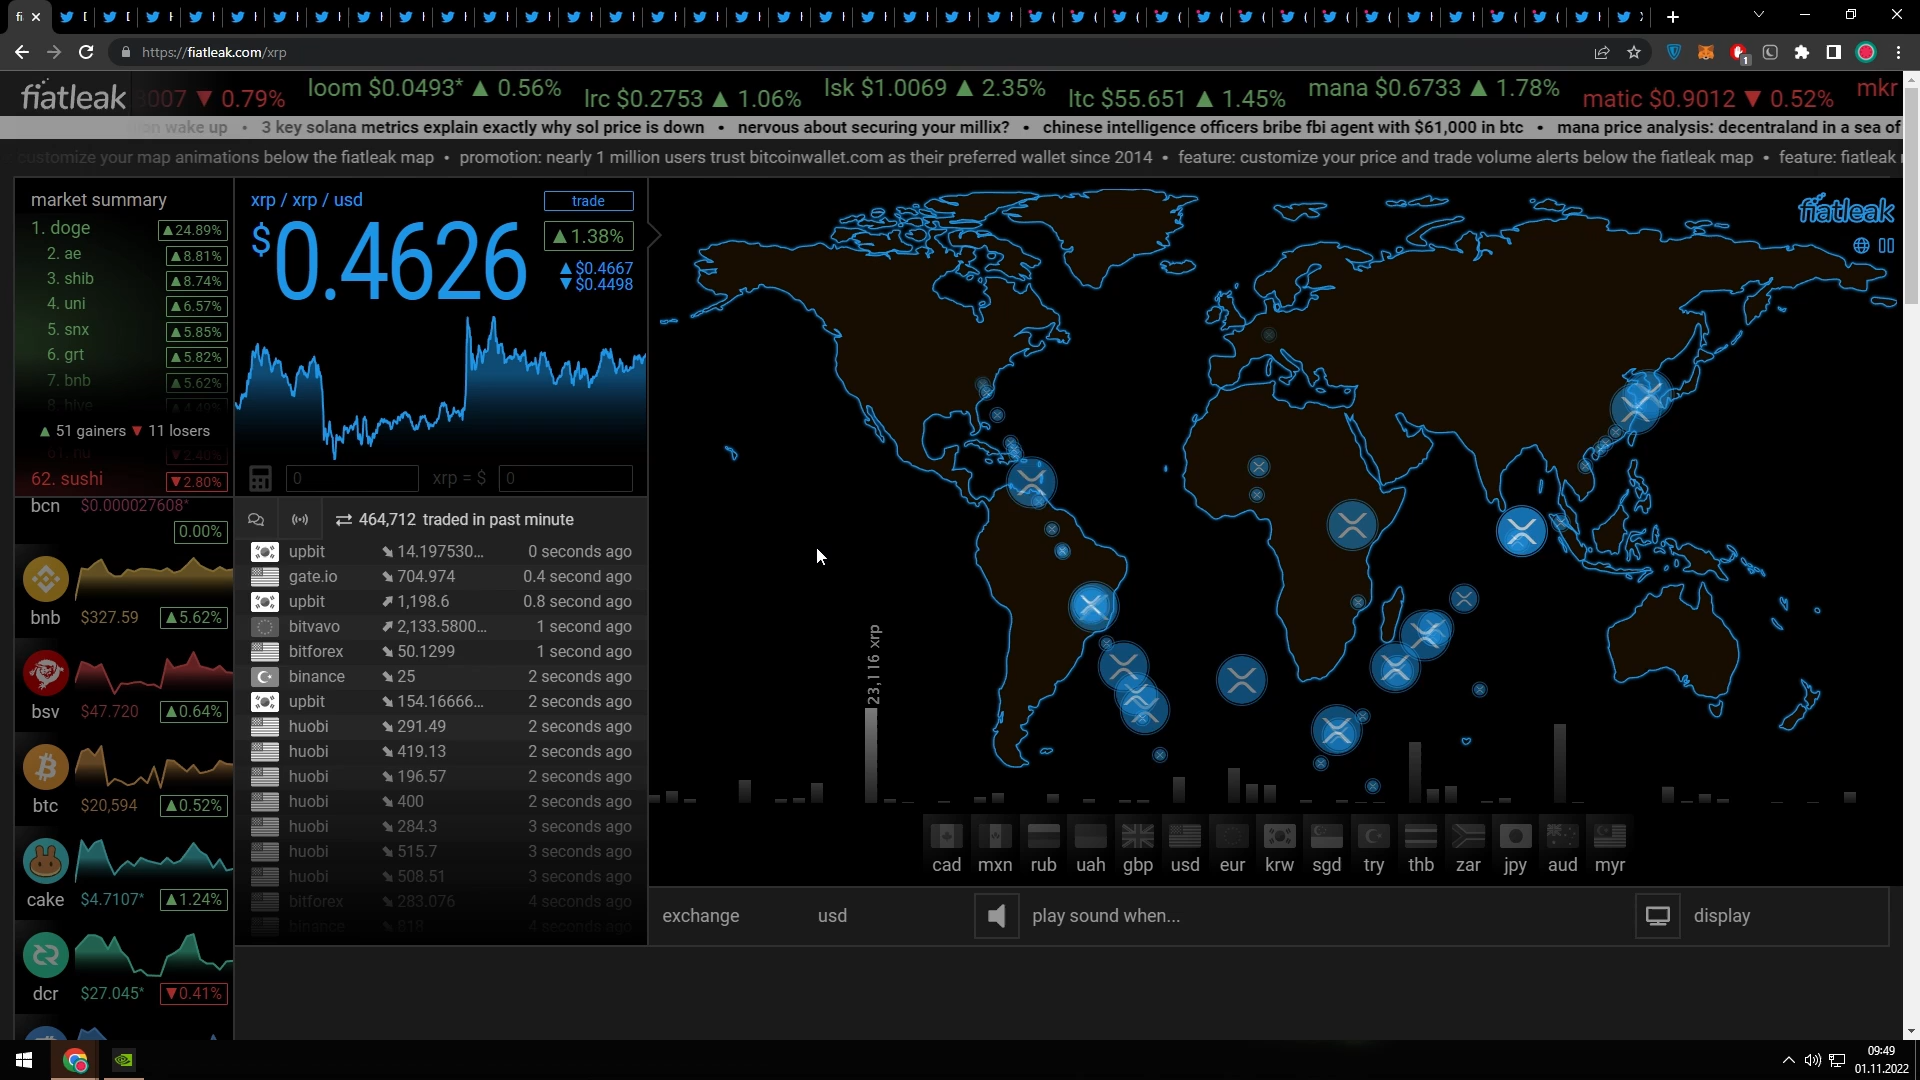 https://fiatleak.com/xrp
fiatleak
3007 ▼ 0.79%
loom $0.0493* ▲ 0.56%
lrc $0.2753 ▲ 1.06%
lsk $1.0069 ▲ 2.35%
ltc $55.651 ▲ 1.45%
mana $0.6733 ▲ 1.78%
matic $0.9012 ▼ 0.52%
mkr
wake up • 3 key solana metrics explain exactly why sol price is down • nervous about securing your millix? • chinese intelligence officers bribe fbi agent with $61,000 in btc • mana price analysis: decentraland in a sea of
customize your map animations below the fiatleak map • promotion: nearly 1 million users trust bitcoinwallet.com as their preferred wallet since 2014 • feature: customize your price and trade volume alerts below the fiatleak map • feature: fiatleak
market summary
1. doge ▲24.89%
2. ae ▲8.81%
3. shib ▲8.74%
4. uni ▲6.57%
5. snx ▲5.85%
6. grt ▲5.82%
7. bnb ▲5.62%
8. hive ▲4.49%
▲ 51 gainers ▼ 11 losers
▼2.40%
62. sushi ▼2.80%
bcn $0.000027608*
0.00%
bnb $327.59 ▲5.62%
bsv $47.720 ▲0.64%
btc $20,594 ▲0.52%
cake $4.7107* ▲1.24%
dcr $27.045* ▼0.41%
xrp / xrp / usd
trade
$0.4626
▲1.38%
▲$0.4667
▼$0.4498
0 xrp = $ 0
464,712 traded in past minute
upbit 14.197530... 0 seconds ago
gate.io 704.974 0.4 second ago
upbit 1,198.6 0.8 second ago
bitvavo 2,133.5800... 1 second ago
bitforex 50.1299 1 second ago
binance 25 2 seconds ago
upbit 154.16666... 2 seconds ago
huobi 291.49 2 seconds ago
huobi 419.13 2 seconds ago
huobi 196.57 2 seconds ago
huobi 400 2 seconds ago
huobi 284.3 3 seconds ago
huobi 515.7 3 seconds ago
huobi 508.51 3 seconds ago
bitforex 283.076 4 seconds ago
binance 818 4 seconds ago
fiatleak
23,116 xrp
cad mxn rub uah gbp usd eur krw sgd try thb zar jpy aud myr
exchange usd play sound when... display
09:49
01.11.2022